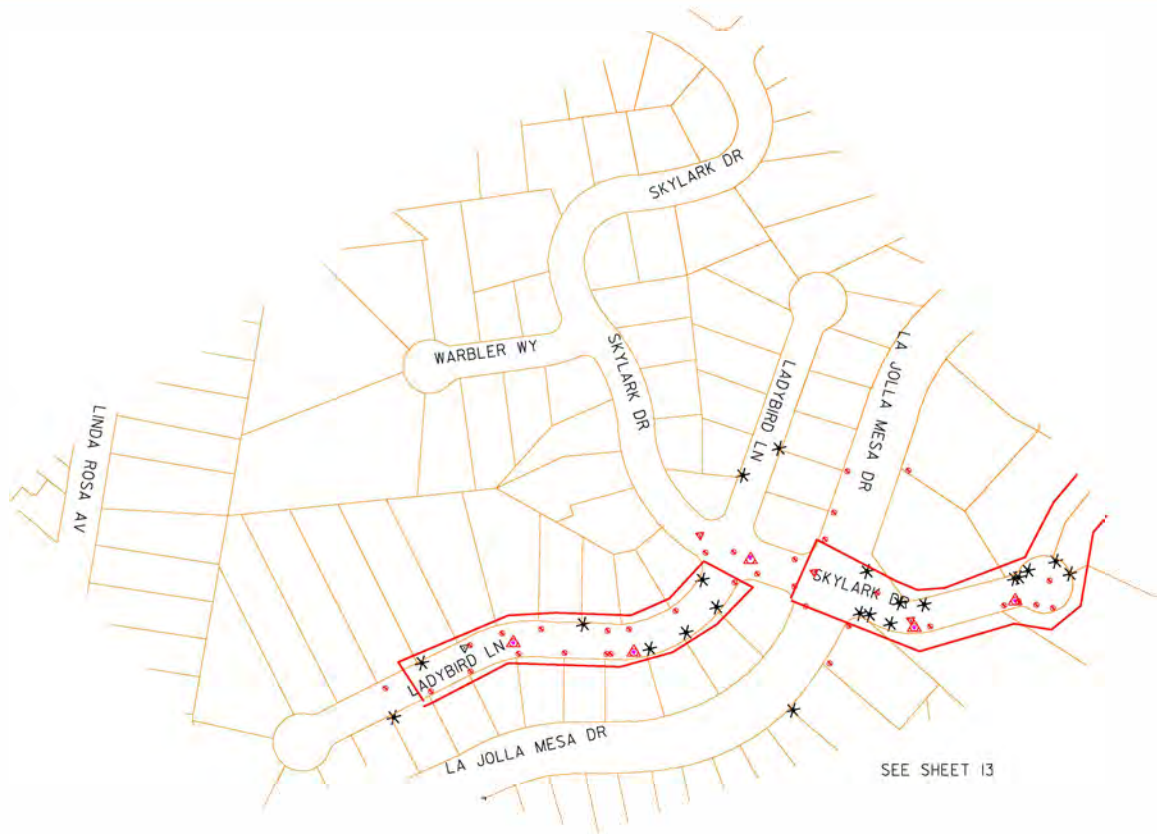 SKYLARK DR
WARBLER WY
SKYLARK DR
LADYBIRD LN
LA JOLLA MESA DR
LINDA ROSA AV
SKYLARK DR
LADYBIRD LN
LA JOLLA MESA DR
SEE SHEET 13